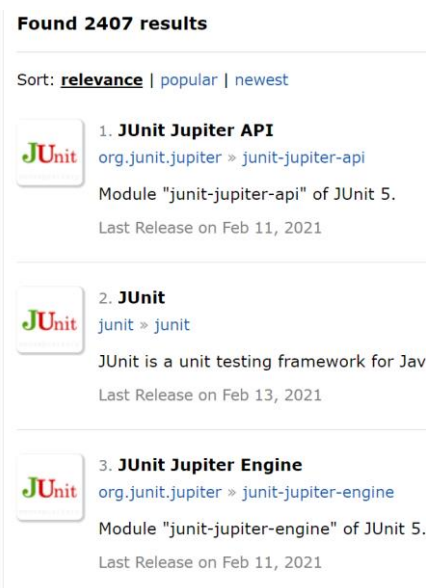 Found 2407 results
Sort: relevance | popular | newest
JUnit
1. JUnit Jupiter API
org.junit.jupiter » junit-jupiter-api
Module "junit-jupiter-api" of JUnit 5.
Last Release on Feb 11, 2021
JUnit
2. JUnit
junit » junit
JUnit is a unit testing framework for Jav
Last Release on Feb 13, 2021
JUnit
3. JUnit Jupiter Engine
org.junit.jupiter » junit-jupiter-engine
Module "junit-jupiter-engine" of JUnit 5.
Last Release on Feb 11, 2021